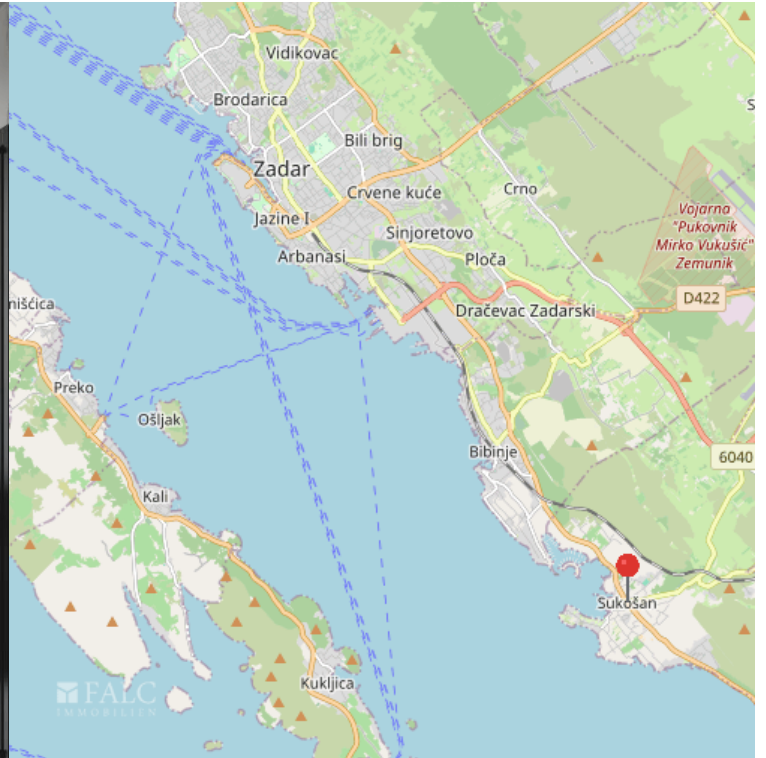 Vidikovac
Brodarica
Bili brig
Zadar
Crvene kuće
Crno
Jazine I
Sinjoretovo
Arbanasi
Ploča
Vojarna
"Pukovnik
Mirko Vukušić"
Zemunik
D422
nišćica
Dračevac Zadarski
Preko
Ošljak
Bibinje
6040
Kali
Sukošan
Kukljica
FALC
IMMOBILIEN
S